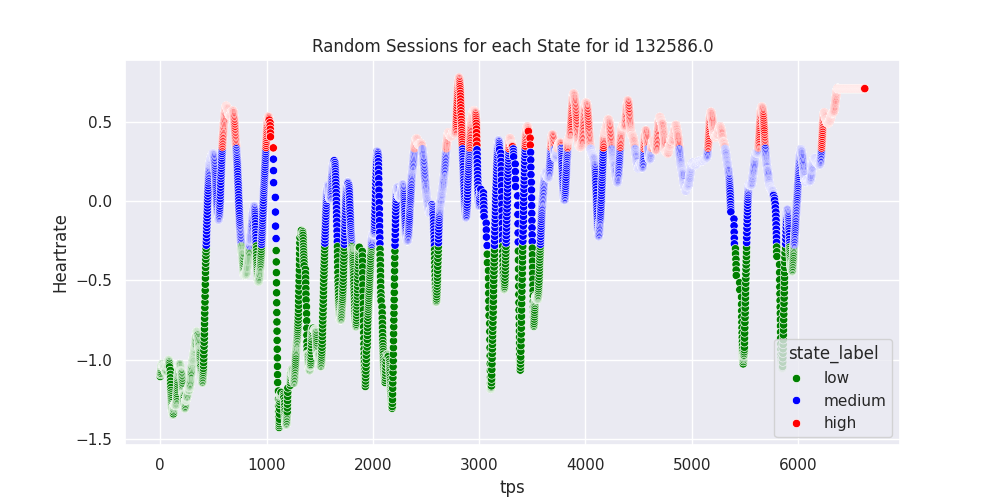 Random Sessions for each State for id 132586.0
Heartrate
0.5
0.0
−0.5
−1.0
−1.5
0 1000 2000 3000 4000 5000 6000
tps
state_label
low
medium
high